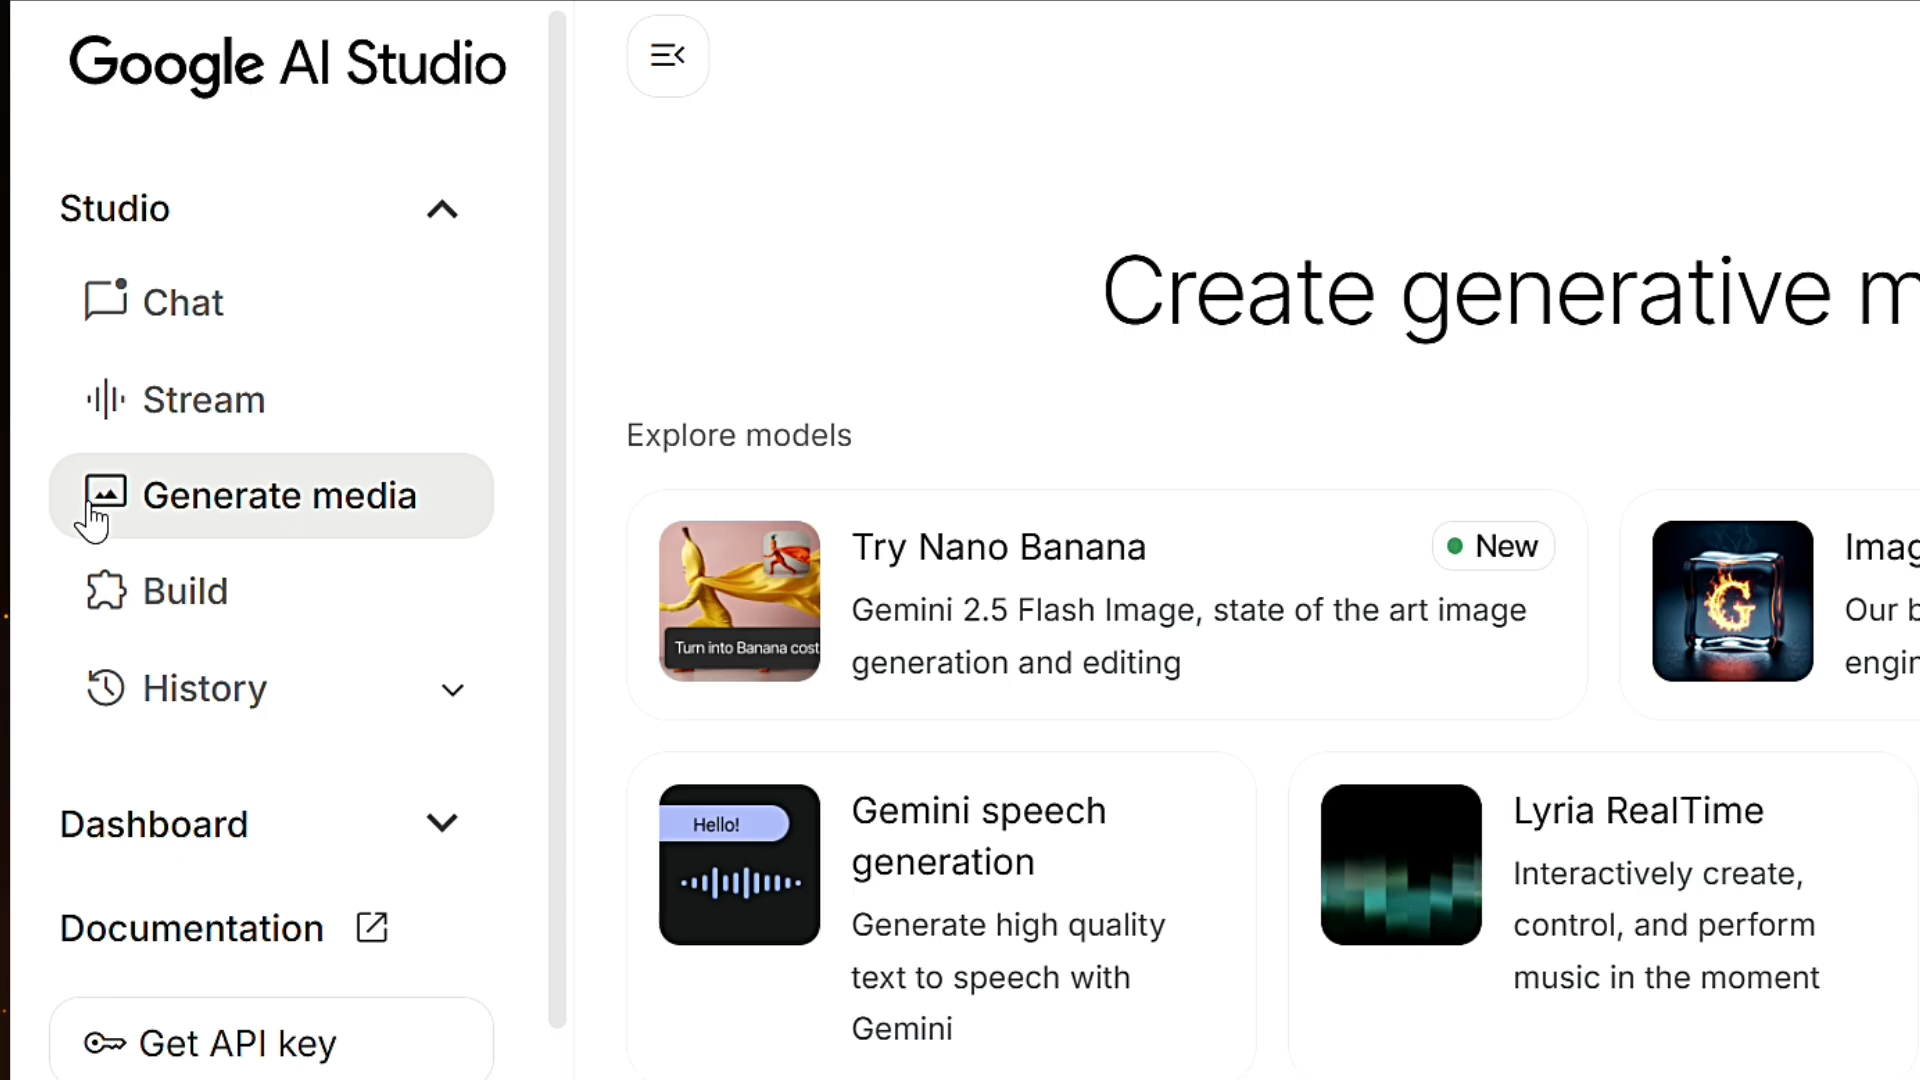 Google AI Studio
Studio
Chat
Stream
Generate media
Build
History
Dashboard
Documentation
Get API key
Create generative m
Explore models
Try Nano Banana
New
Gemini 2.5 Flash Image, state of the art image
generation and editing
Turn into Banana cost
Imag
Our b
engin
Hello!
Gemini speech
generation
Generate high quality
text to speech with
Gemini
Lyria RealTime
Interactively create,
control, and perform
music in the moment